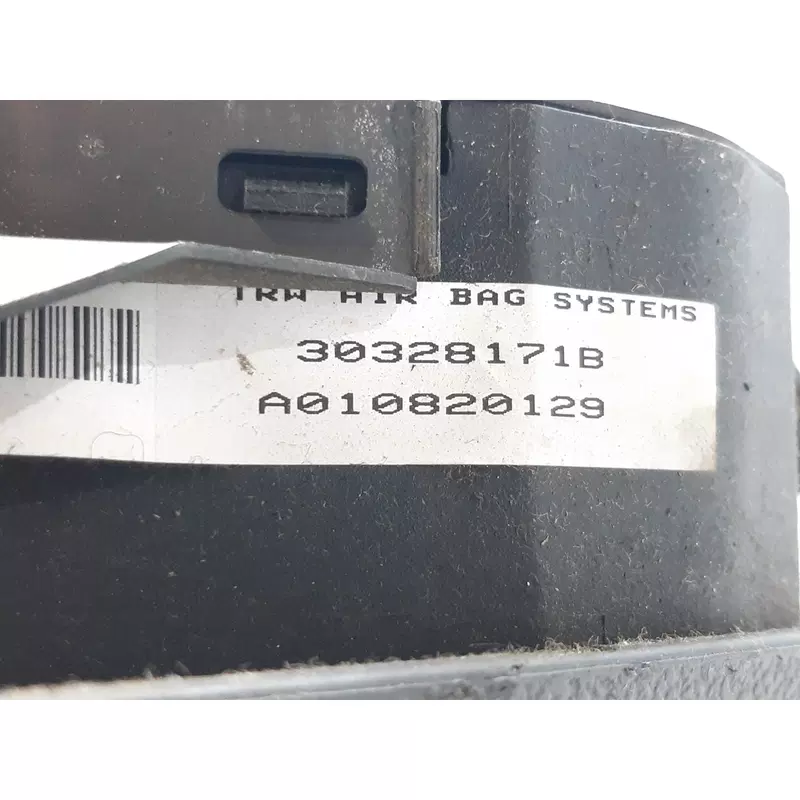 TRW AIR BAG SYSTEMS
30328171B
A010820129